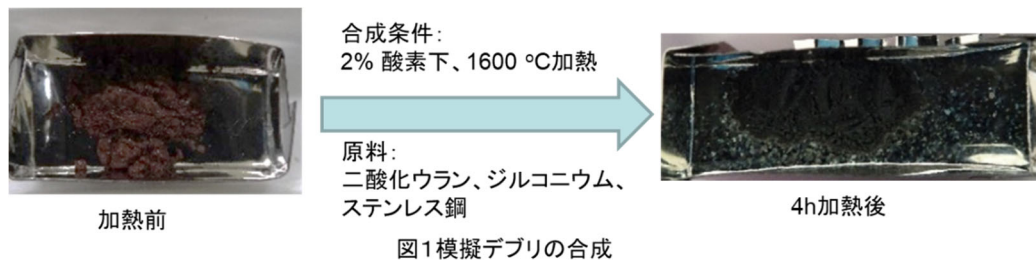 合成条件:
2% 酸素下、1600 ℃加熱
原料:
二酸化ウラン、ジルコニウム、
ステンレス鋼
加熱前
4h加熱後
図1模擬デブリの合成